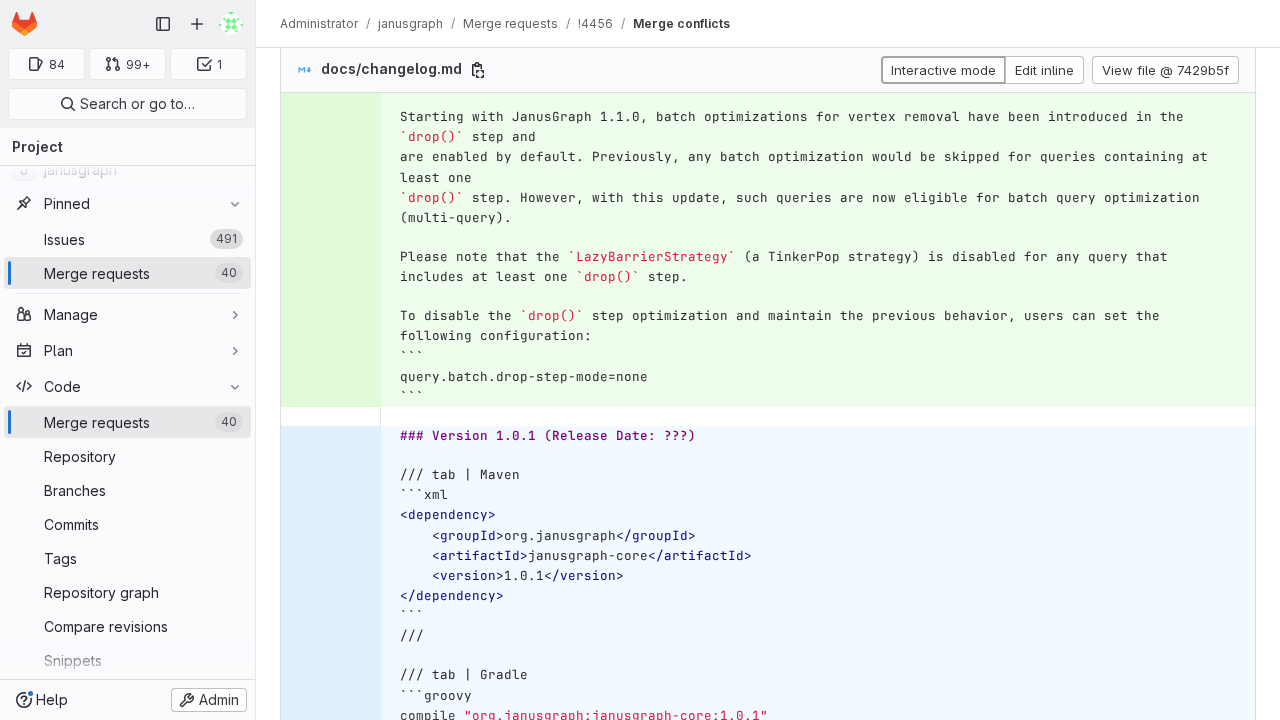 Administrator / janusgraph / Merge requests / !4456 / Merge conflicts
84
99+
1
Search or go to…
Project
J janusgraph
Pinned
Issues 491
Merge requests 40
Manage
Plan
Code
Merge requests 40
Repository
Branches
Commits
Tags
Repository graph
Compare revisions
Snippets
Help
Admin
docs/changelog.md
Interactive mode
Edit inline
View file @ 7429b5f
Starting with JanusGraph 1.1.0, batch optimizations for vertex removal have been introduced in the
`drop()` step and
are enabled by default. Previously, any batch optimization would be skipped for queries containing at
least one
`drop()` step. However, with this update, such queries are now eligible for batch query optimization
(multi-query).
Please note that the `LazyBarrierStrategy` (a TinkerPop strategy) is disabled for any query that
includes at least one `drop()` step.
To disable the `drop()` step optimization and maintain the previous behavior, users can set the
following configuration:
```
query.batch.drop-step-mode=none
```
### Version 1.0.1 (Release Date: ???)
/// tab | Maven
```xml
<dependency>
    <groupId>org.janusgraph</groupId>
    <artifactId>janusgraph-core</artifactId>
    <version>1.0.1</version>
</dependency>
```
///
/// tab | Gradle
```groovy
compile "org.janusgraph:janusgraph-core:1.0.1"